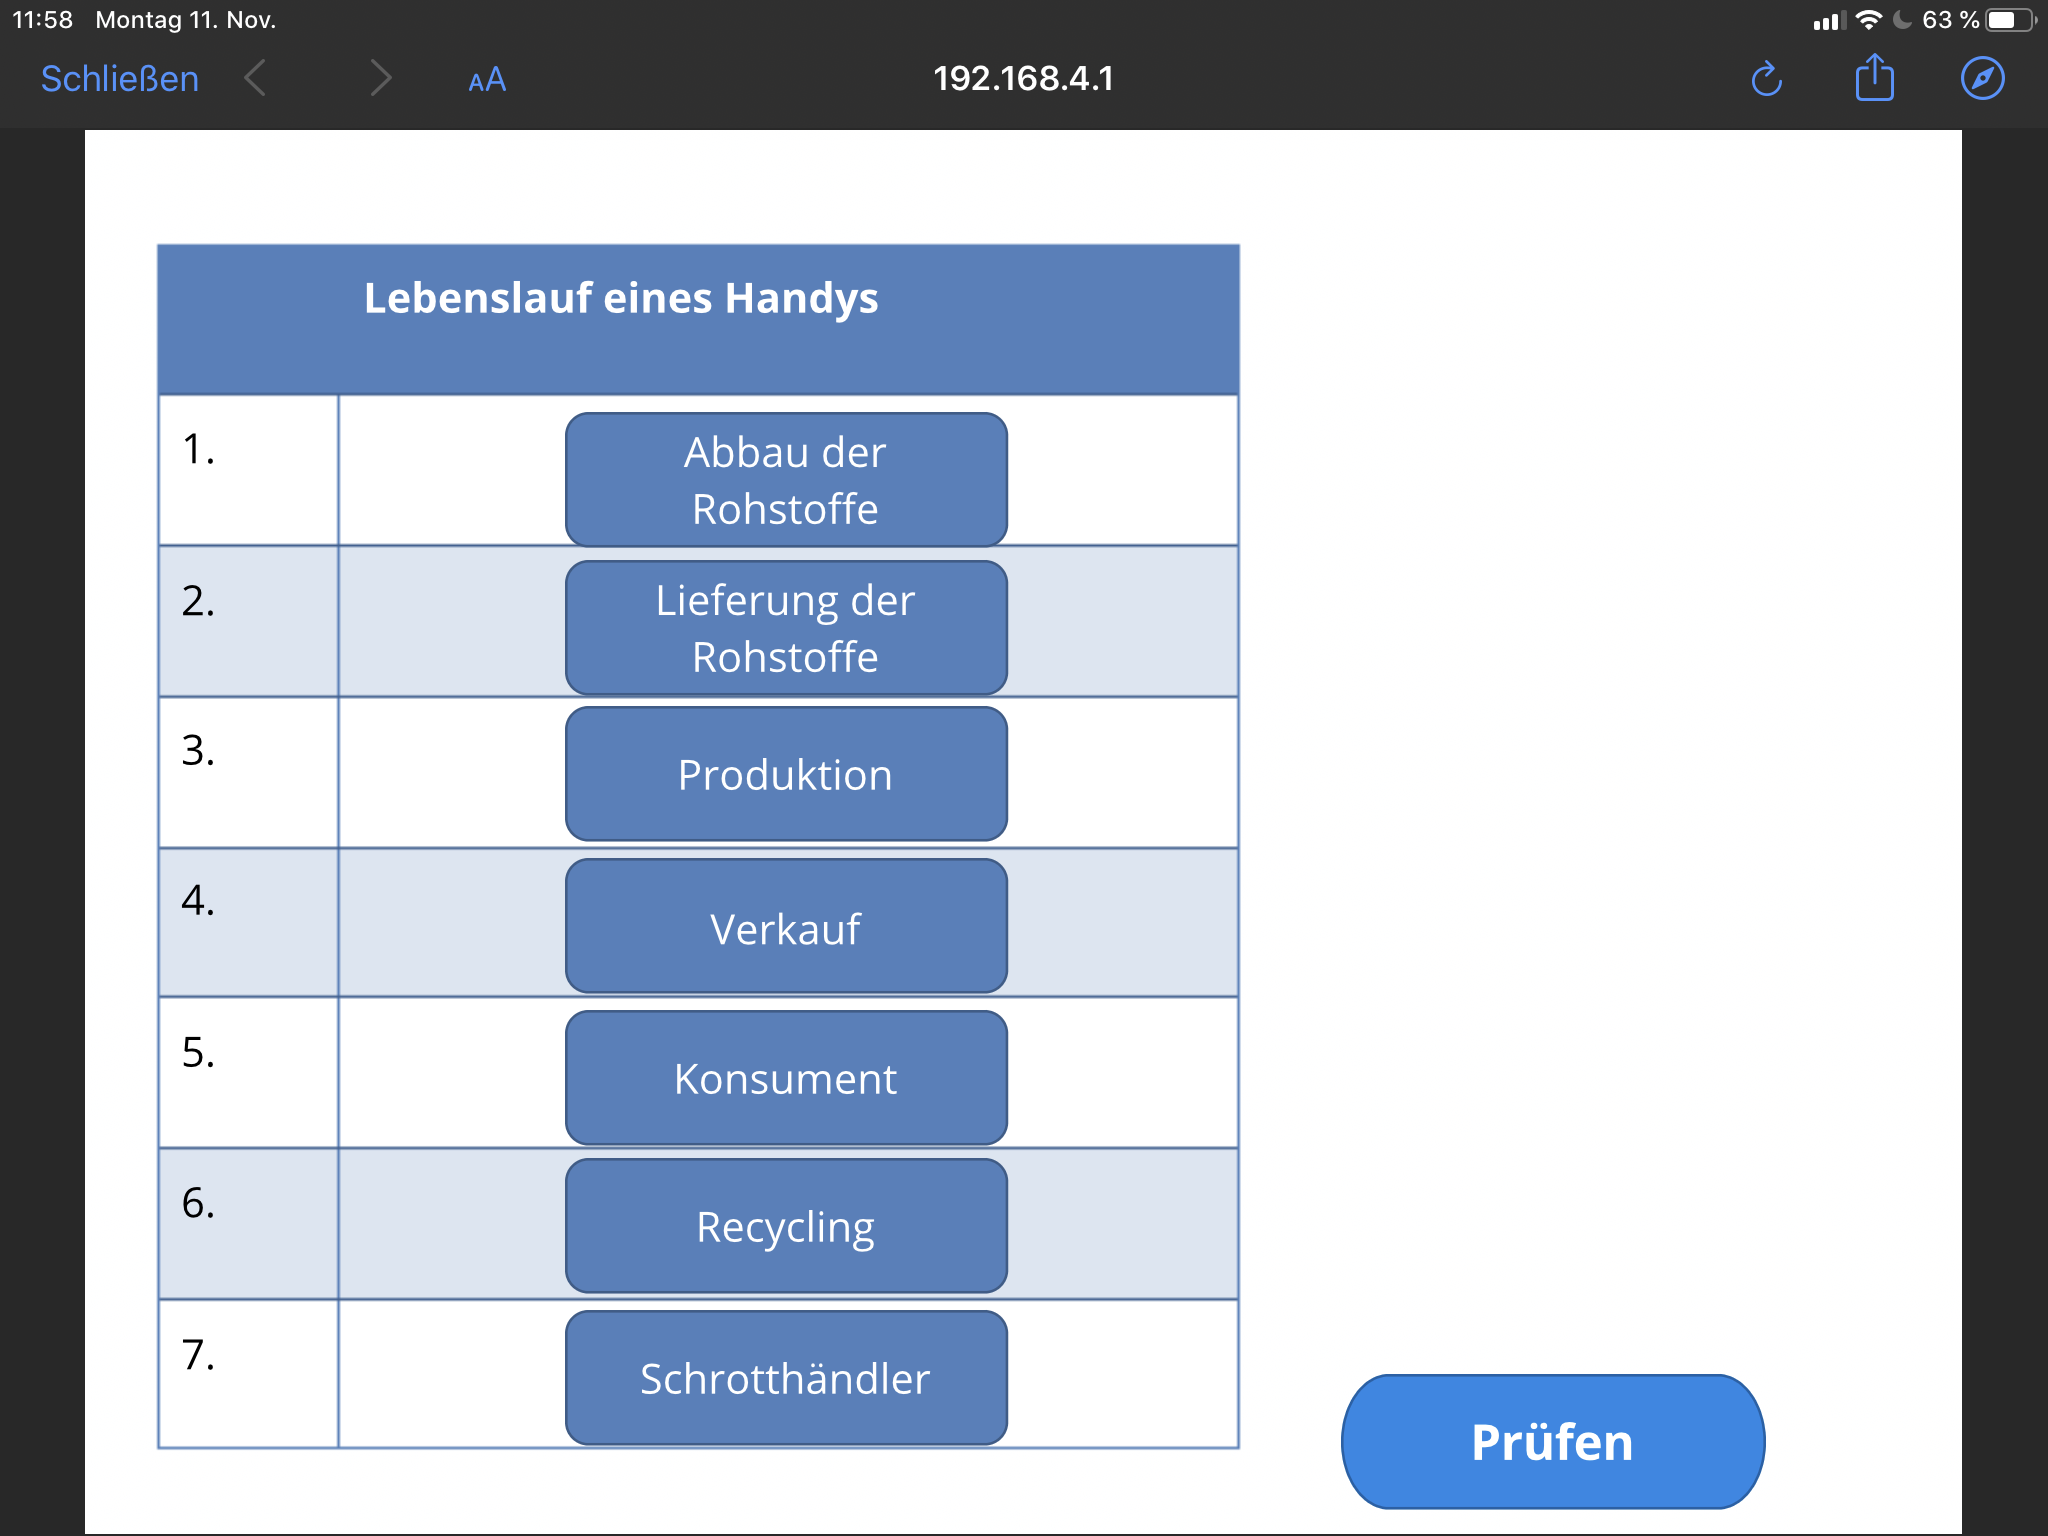 11:58 Montag 11. Nov.
63 %
Schließen
AA
192.168.4.1
Lebenslauf eines Handys
1.
Abbau der
Rohstoffe
2.
Lieferung der
Rohstoffe
3.
Produktion
4.
Verkauf
5.
Konsument
6.
Recycling
7.
Schrotthändler
Prüfen